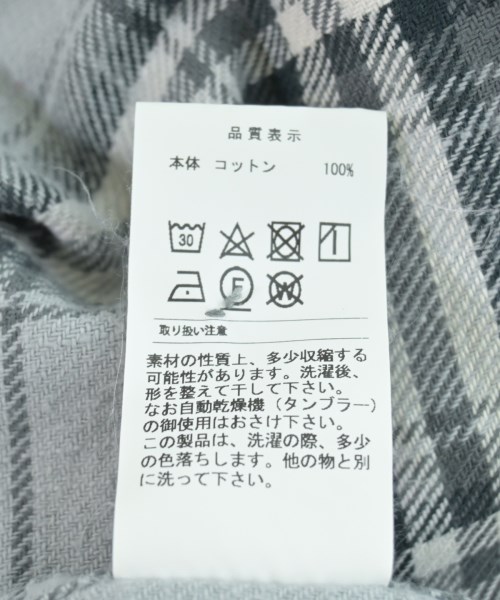 品質表示
本体 コットン 100%
30
F W
取り扱い注意
素材の性質上、多少収縮する
可能性があります。洗濯後、
形を整えて干して下さい。
なお自動乾燥機（タンブラー）
の御使用はおさけ下さい。
この製品は、洗濯の際、多少
の色落ちします。他の物と別
に洗って下さい。